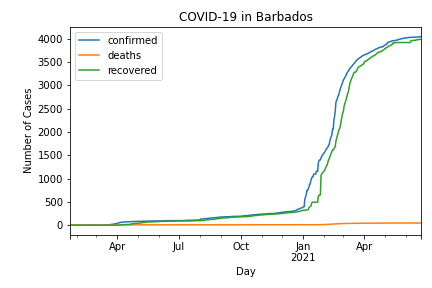 COVID-19 in Barbados
confirmed
deaths
recovered
Number of Cases
4000
3500
3000
2500
2000
1500
1000
500
0
Apr
Jul
Oct
Jan
2021
Apr
Day